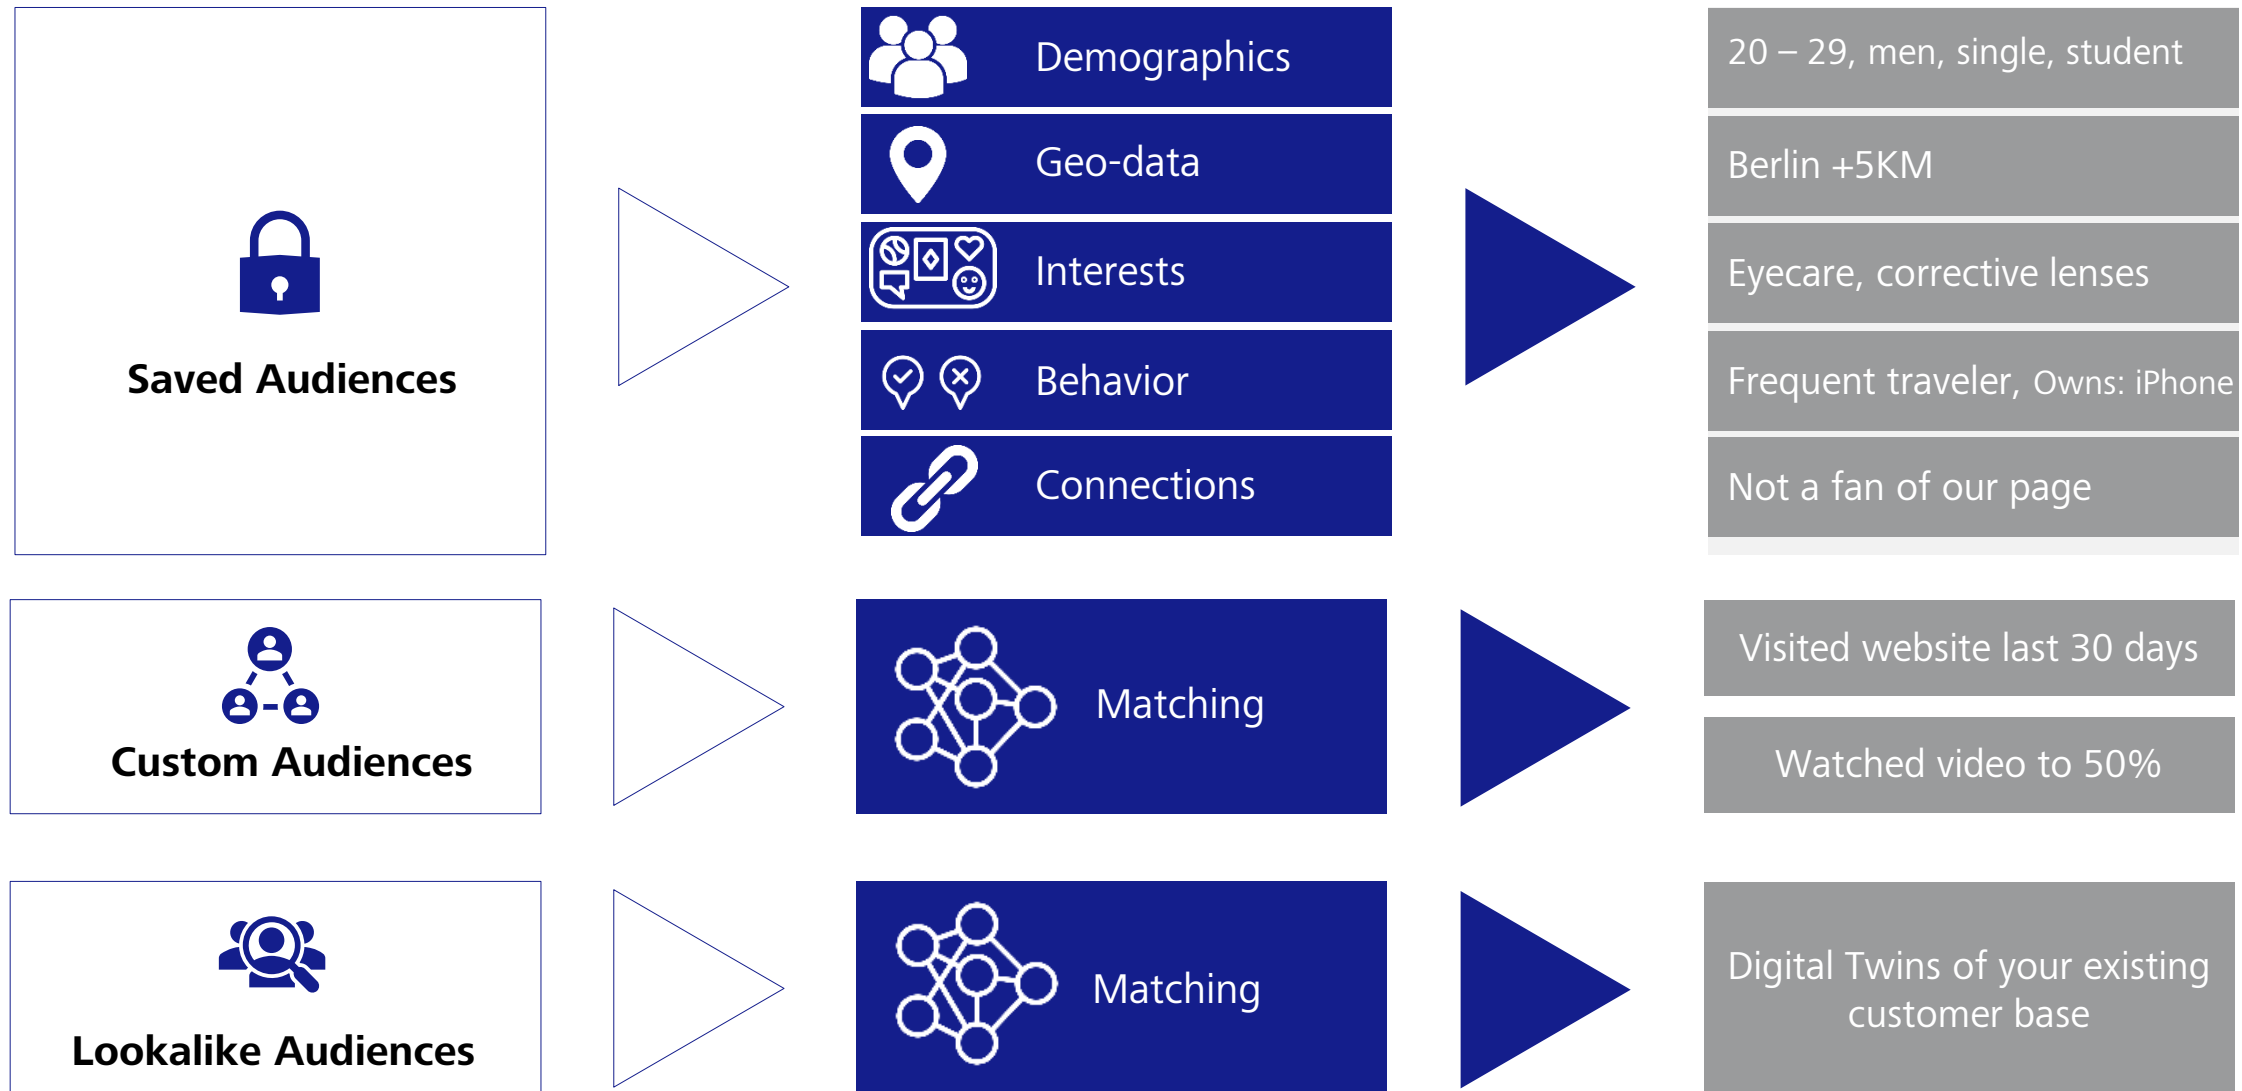 Saved Audiences
Demographics
20 – 29, men, single, student
Geo-data
Berlin +5KM
Interests
Eyecare, corrective lenses
Behavior
Frequent traveler, Owns: iPhone
Connections
Not a fan of our page
Custom Audiences
Matching
Visited website last 30 days
Watched video to 50%
Lookalike Audiences
Matching
Digital Twins of your existing
customer base